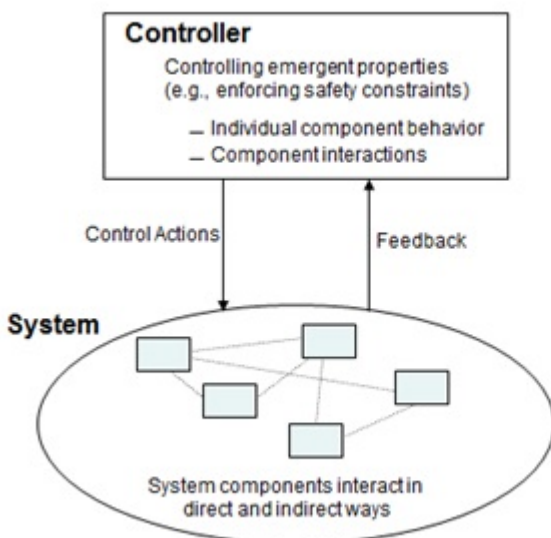 Controller
Controlling emergent properties
(e.g., enforcing safety constraints)
– Individual component behavior
– Component interactions
Control Actions
Feedback
System
System components interact in
direct and indirect ways